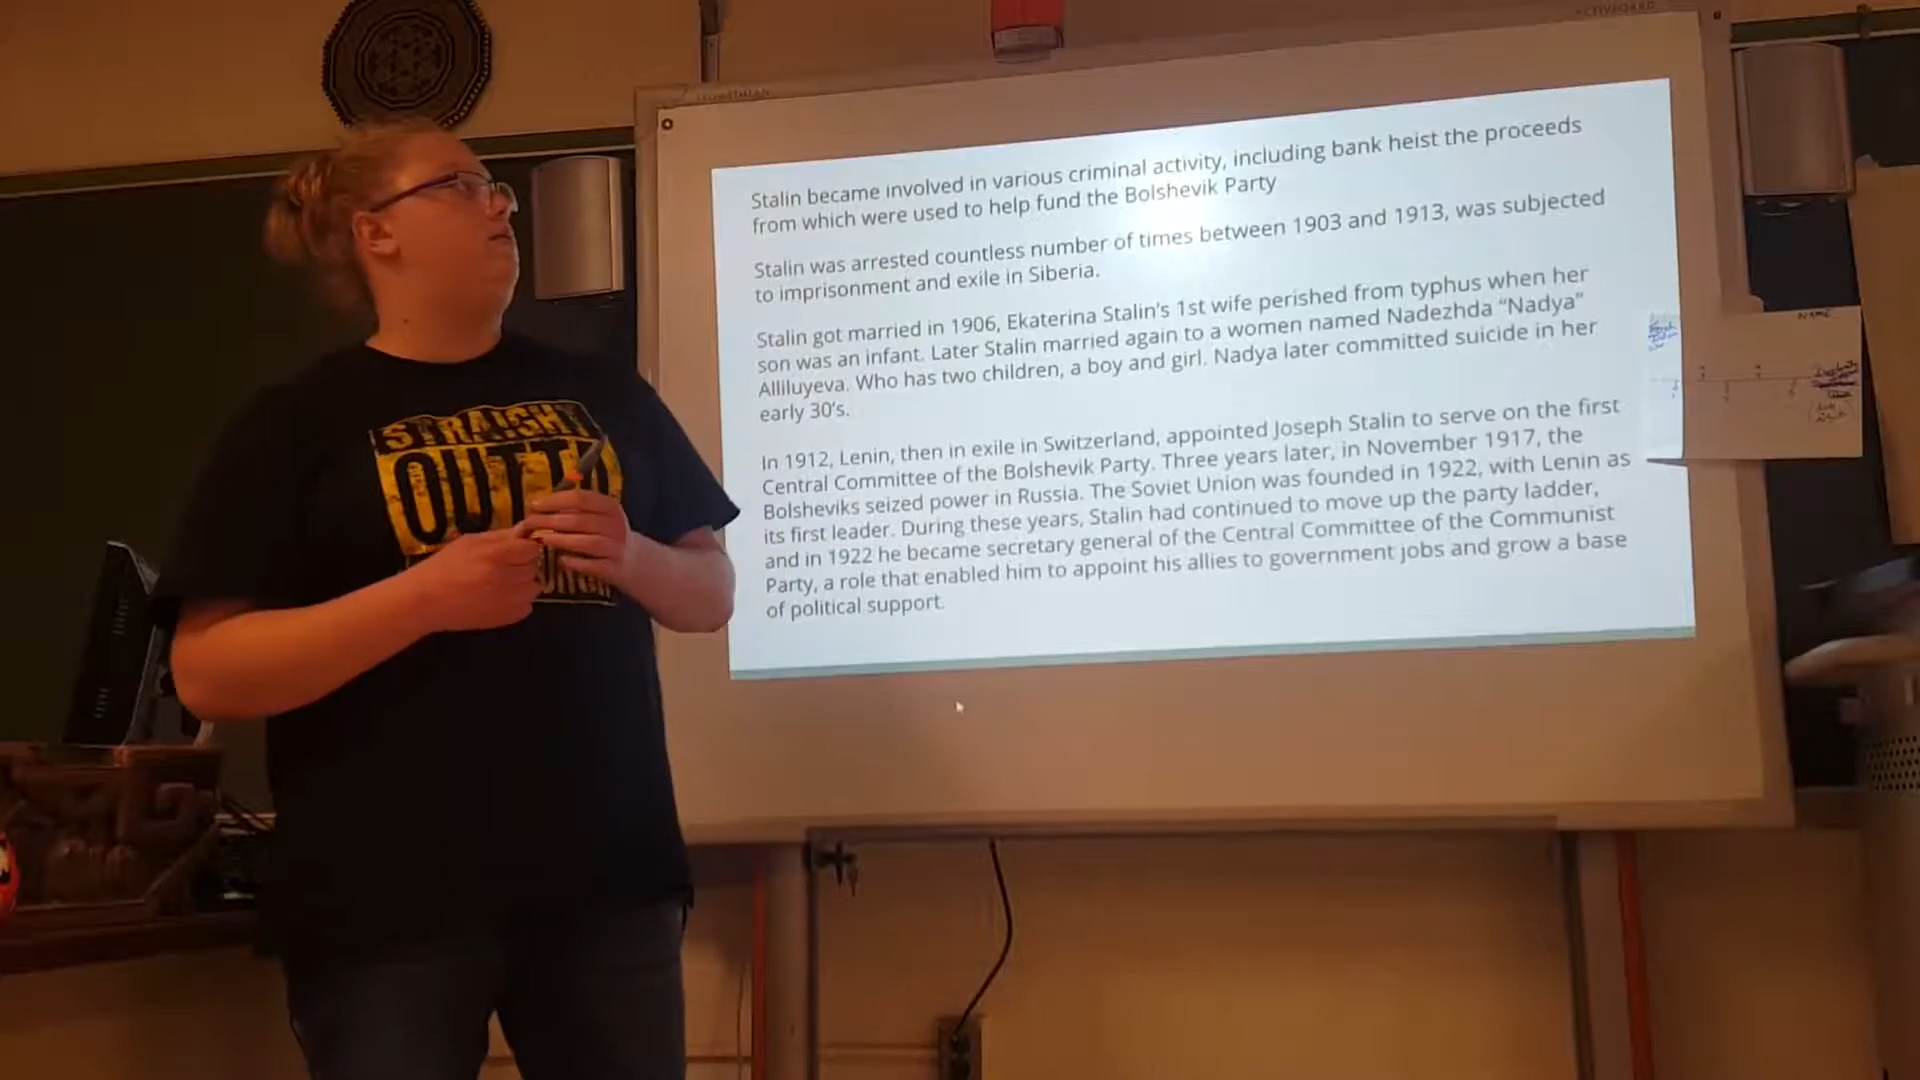 ACTIVBOARD
PROMETHEAN
Stalin became involved in various criminal activity, including bank heist the proceeds
from which were used to help fund the Bolshevik Party
Stalin was arrested countless number of times between 1903 and 1913, was subjected
to imprisonment and exile in Siberia.
Stalin got married in 1906, Ekaterina Stalin's 1st wife perished from typhus when her
son was an infant. Later Stalin married again to a women named Nadezhda "Nadya"
Alliluyeva. Who has two children, a boy and girl. Nadya later committed suicide in her
early 30's.
In 1912, Lenin, then in exile in Switzerland, appointed Joseph Stalin to serve on the first
Central Committee of the Bolshevik Party. Three years later, in November 1917, the
Bolsheviks seized power in Russia. The Soviet Union was founded in 1922, with Lenin as
its first leader. During these years, Stalin had continued to move up the party ladder,
and in 1922 he became secretary general of the Central Committee of the Communist
Party, a role that enabled him to appoint his allies to government jobs and grow a base
of political support.
STRAIGHT
OUTTA
NAME